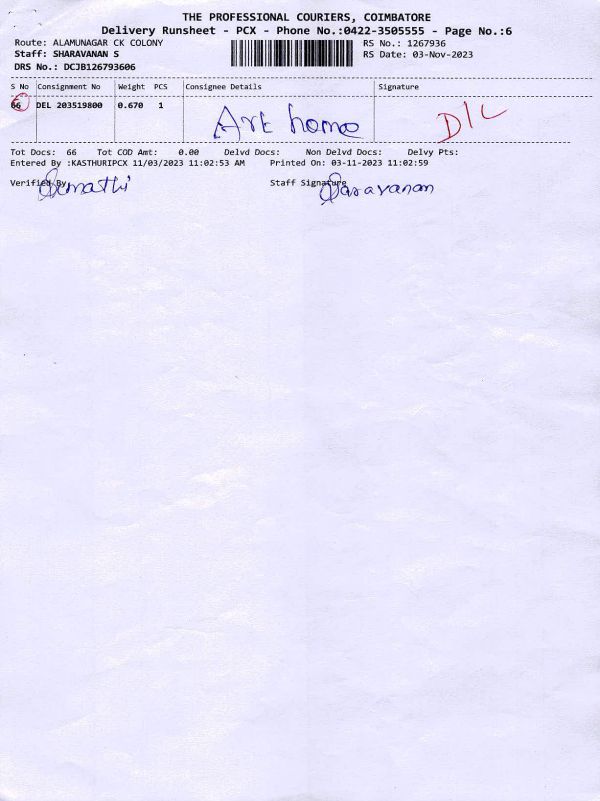 THE PROFESSIONAL COURIERS, COIMBATORE
Delivery Runsheet - PCX - Phone No.:0422-3505555 - Page No.:6
Route: ALAMUNAGAR CK COLONY RS No.: 1267936
Staff: SHARAVANAN S RS Date: 03-Nov-2023
DRS No.: DCJB126793606
S No Consignment No Weight PCS Consignee Details Signature
66 DEL 203519800 0.670 1 Art home D/L
Tot Docs: 66 Tot COD Amt: 0.00 Delvd Docs: Non Delvd Docs: Delvy Pts:
Entered By :KASTHURIPCX 11/03/2023 11:02:53 AM Printed On: 03-11-2023 11:02:59
Verified By Staff Signature
Saravanan